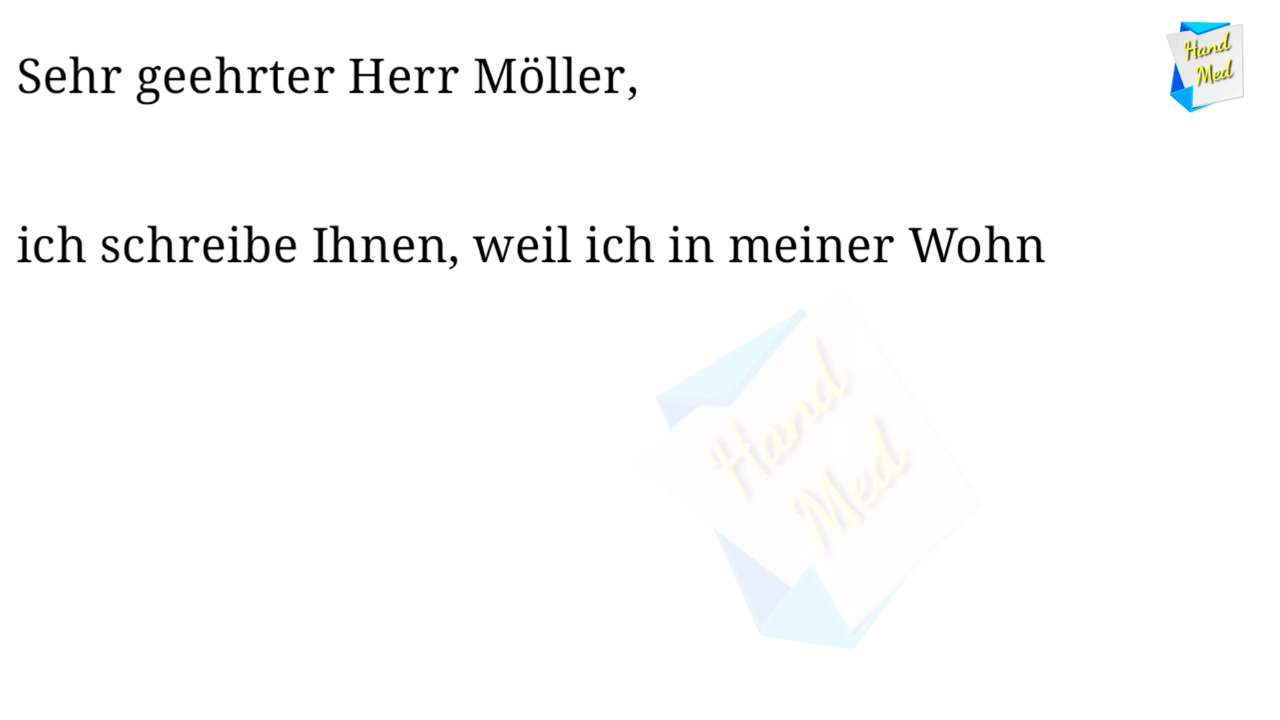 Sehr geehrter Herr Möller,
Hand
Med
ich schreibe Ihnen, weil ich in meiner Wohn
Hand
Med